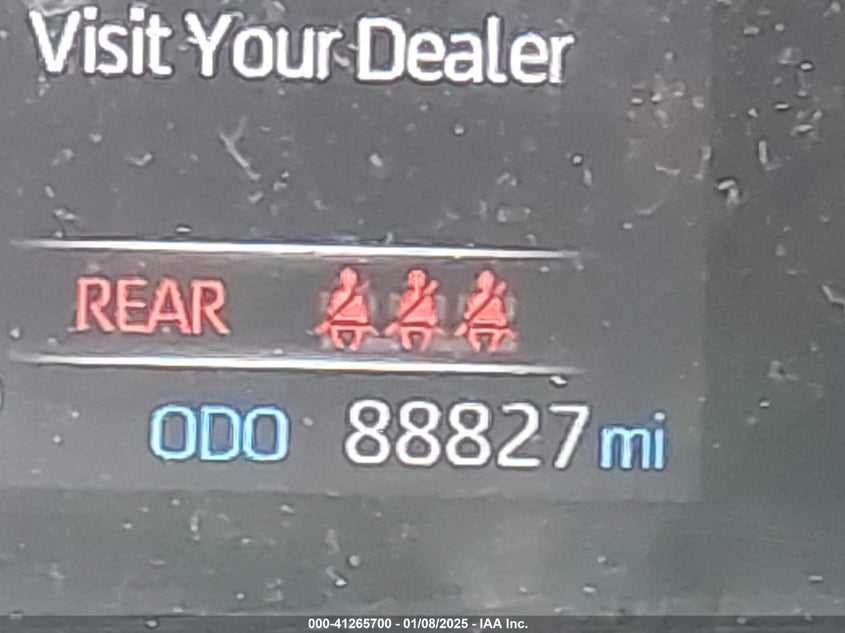 Visit Your Dealer
REAR
ODO 88827 mi
000-41265700 - 01/08/2025 - IAA Inc.